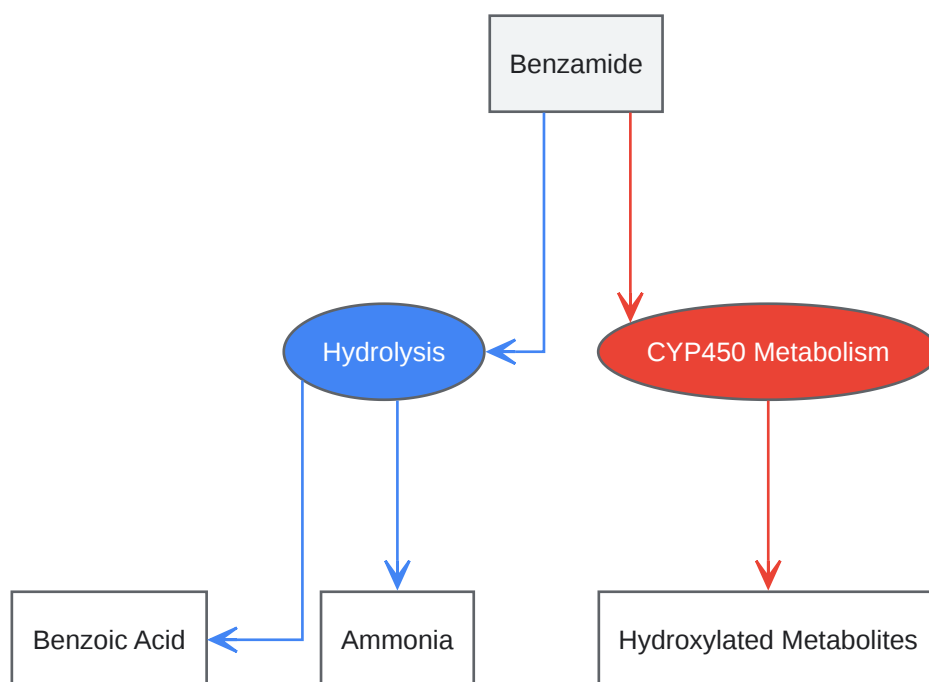 Benzamide
Hydrolysis
CYP450 Metabolism
Benzoic Acid
Ammonia
Hydroxylated Metabolites